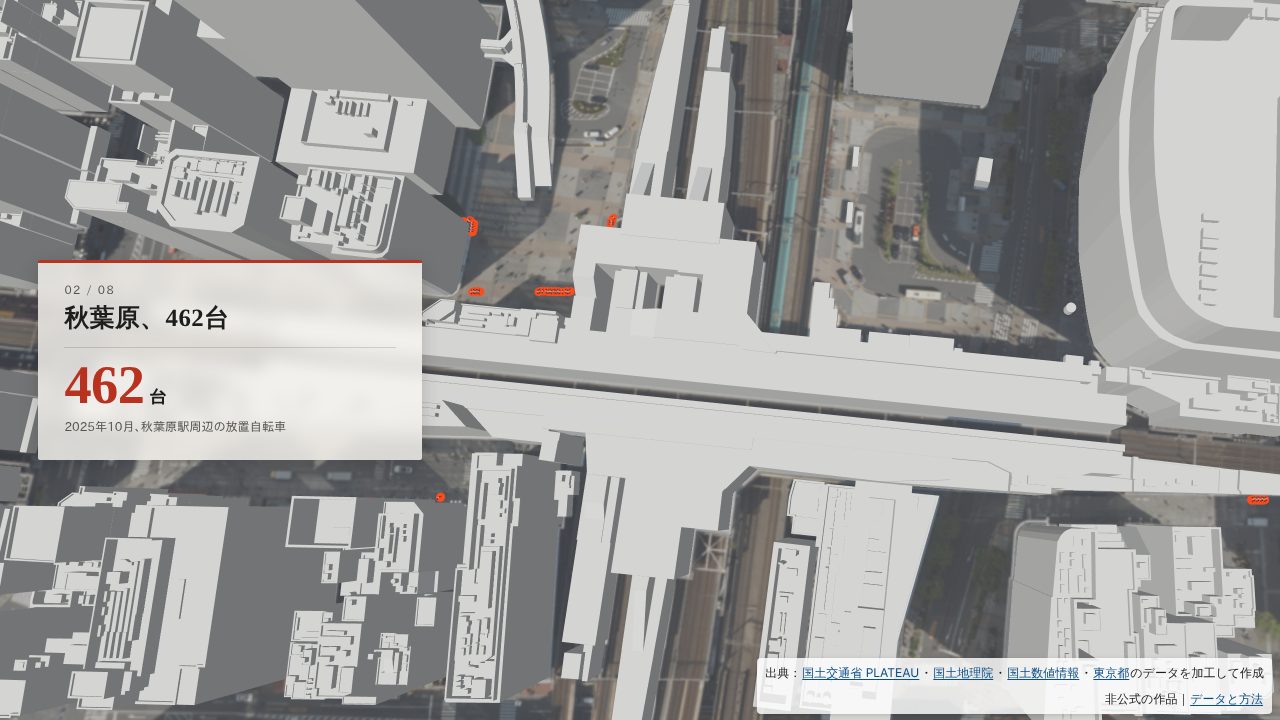 02 / 08
秋葉原、462台
462 台
2025年10月、秋葉原駅周辺の放置自転車
出典：国土交通省 PLATEAU・国土地理院・国土数値情報・東京都のデータを加工して作成
非公式の作品 | データと方法